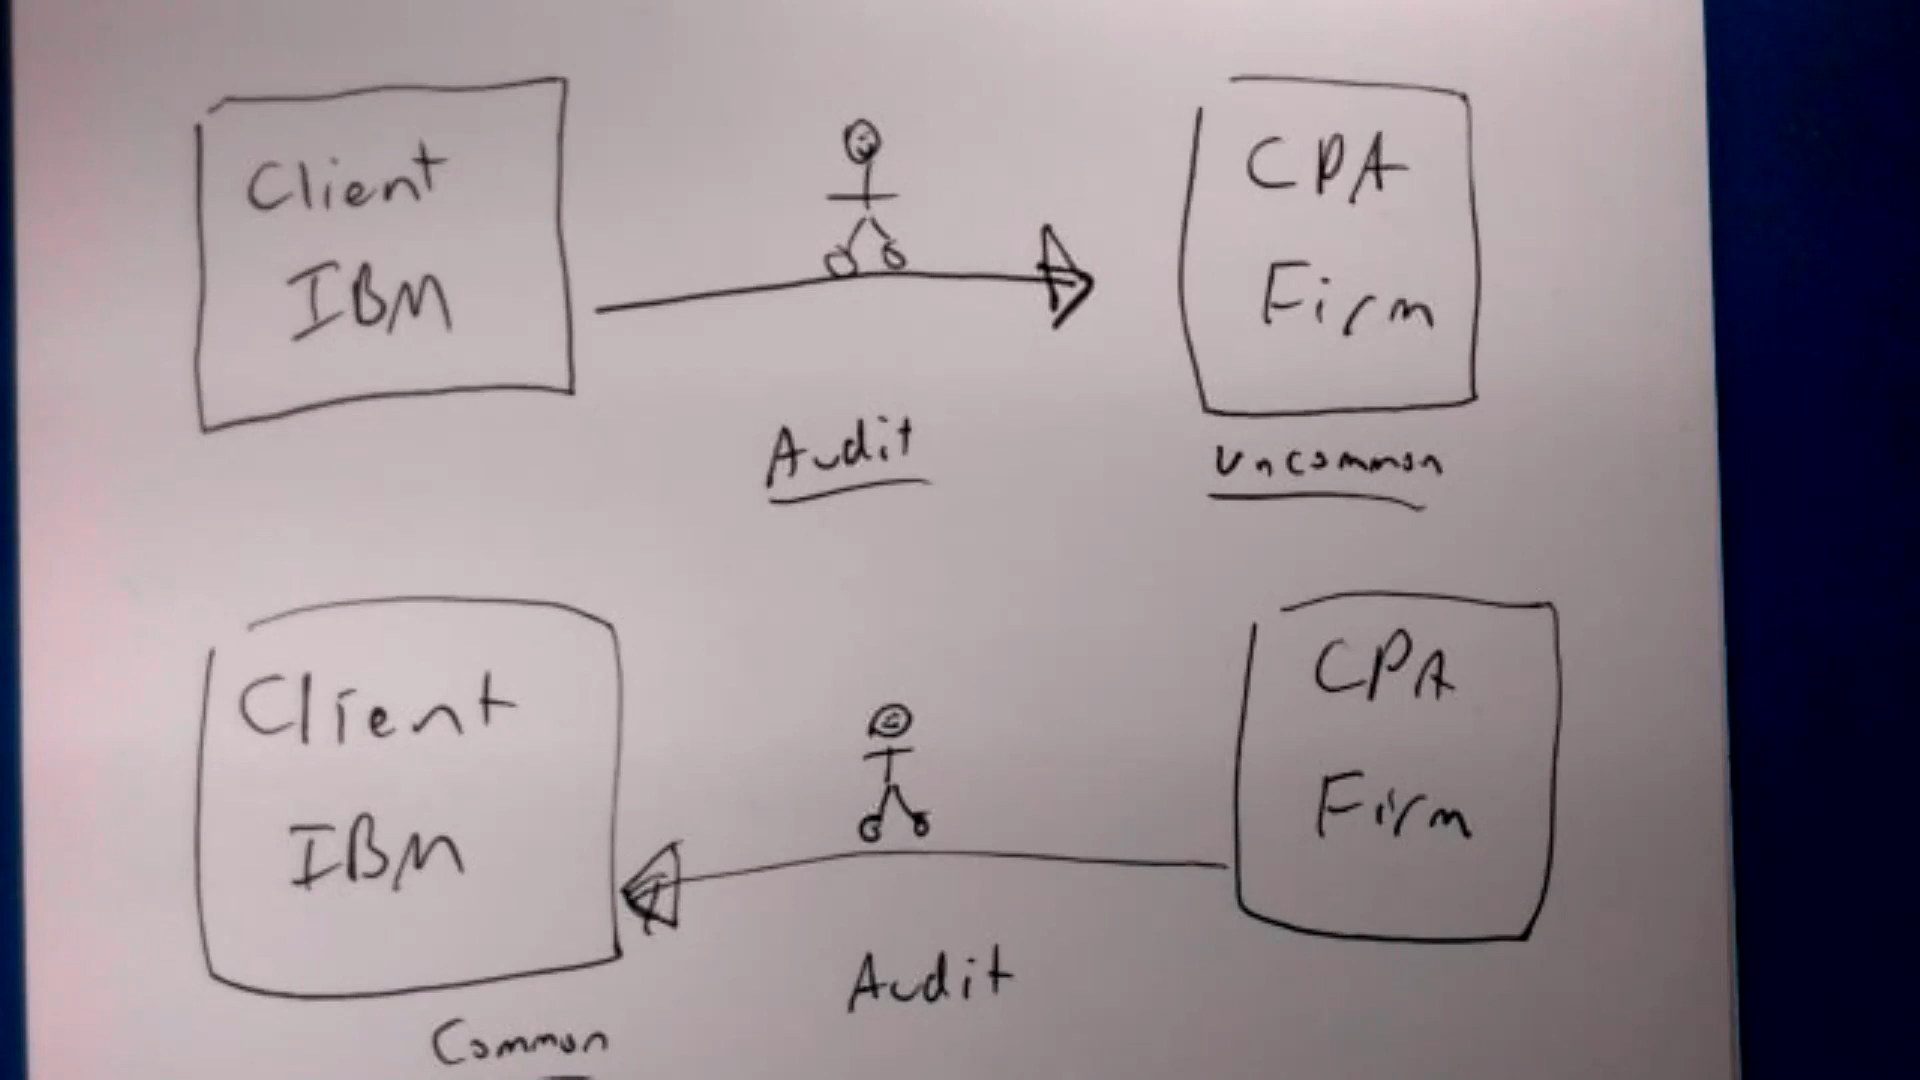 Client
IBM
CPA
Firm
Audit
Uncommon
Client
IBM
CPA
Firm
Audit
Common